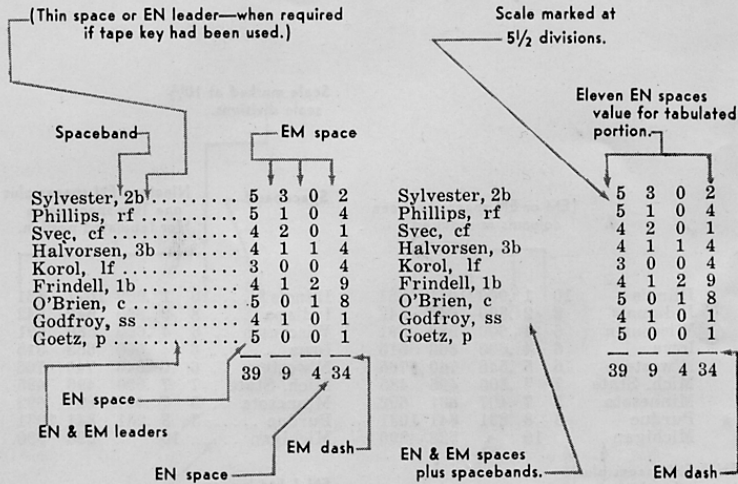 (Thin space or EN leader—when required
if tape key had been used.)
Spaceband
EM space
Sylvester, 2b......... 5 3 0 2
Phillips, rf ........... 5 1 0 4
Svec, cf .............. 4 2 0 1
Halvorsen, 3b ........ 4 1 1 4
Korol, lf ............. 3 0 0 4
Frindell, 1b .......... 4 1 2 9
O'Brien, c ............ 5 0 1 8
Godfroy, ss .......... 4 1 0 1
Goetz, p ............. 5 0 0 1
39 9 4 34
EN space
EN & EM leaders
EM dash
EN space
Scale marked at
5½ divisions.
Eleven EN spaces
value for tabulated
portion.
Sylvester, 2b 5 3 0 2
Phillips, rf 5 1 0 4
Svec, cf 4 2 0 1
Halvorsen, 3b 4 1 1 4
Korol, lf 3 0 0 4
Frindell, 1b 4 1 2 9
O'Brien, c 5 0 1 8
Godfroy, ss 4 1 0 1
Goetz, p 5 0 0 1
39 9 4 34
EN & EM spaces
plus spacebands.
EM dash